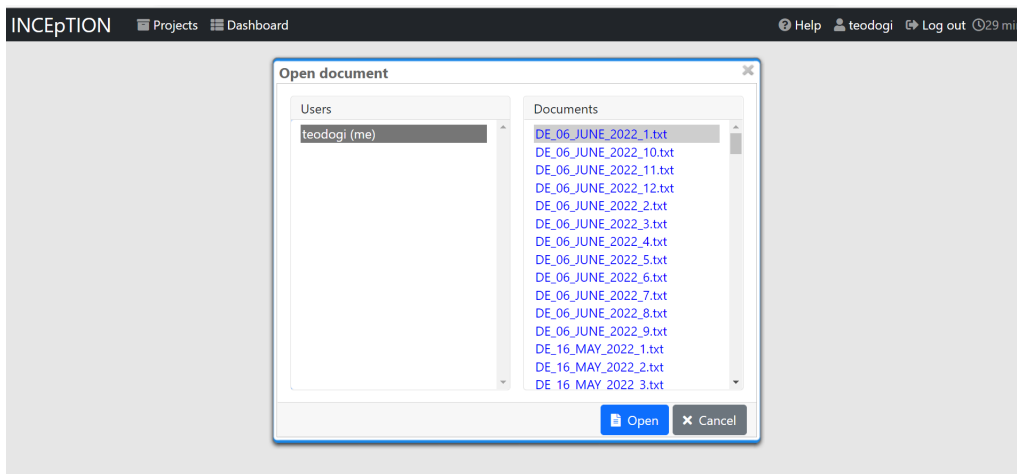 INCEpTION Projects Dashboard Help teodogi Log out 29 mi
Open document
Users
teodogi (me)
Documents
DE_06_JUNE_2022_1.txt
DE_06_JUNE_2022_10.txt
DE_06_JUNE_2022_11.txt
DE_06_JUNE_2022_12.txt
DE_06_JUNE_2022_2.txt
DE_06_JUNE_2022_3.txt
DE_06_JUNE_2022_4.txt
DE_06_JUNE_2022_5.txt
DE_06_JUNE_2022_6.txt
DE_06_JUNE_2022_7.txt
DE_06_JUNE_2022_8.txt
DE_06_JUNE_2022_9.txt
DE_16_MAY_2022_1.txt
DE_16_MAY_2022_2.txt
DE_16_MAY_2022_3.txt
Open Cancel